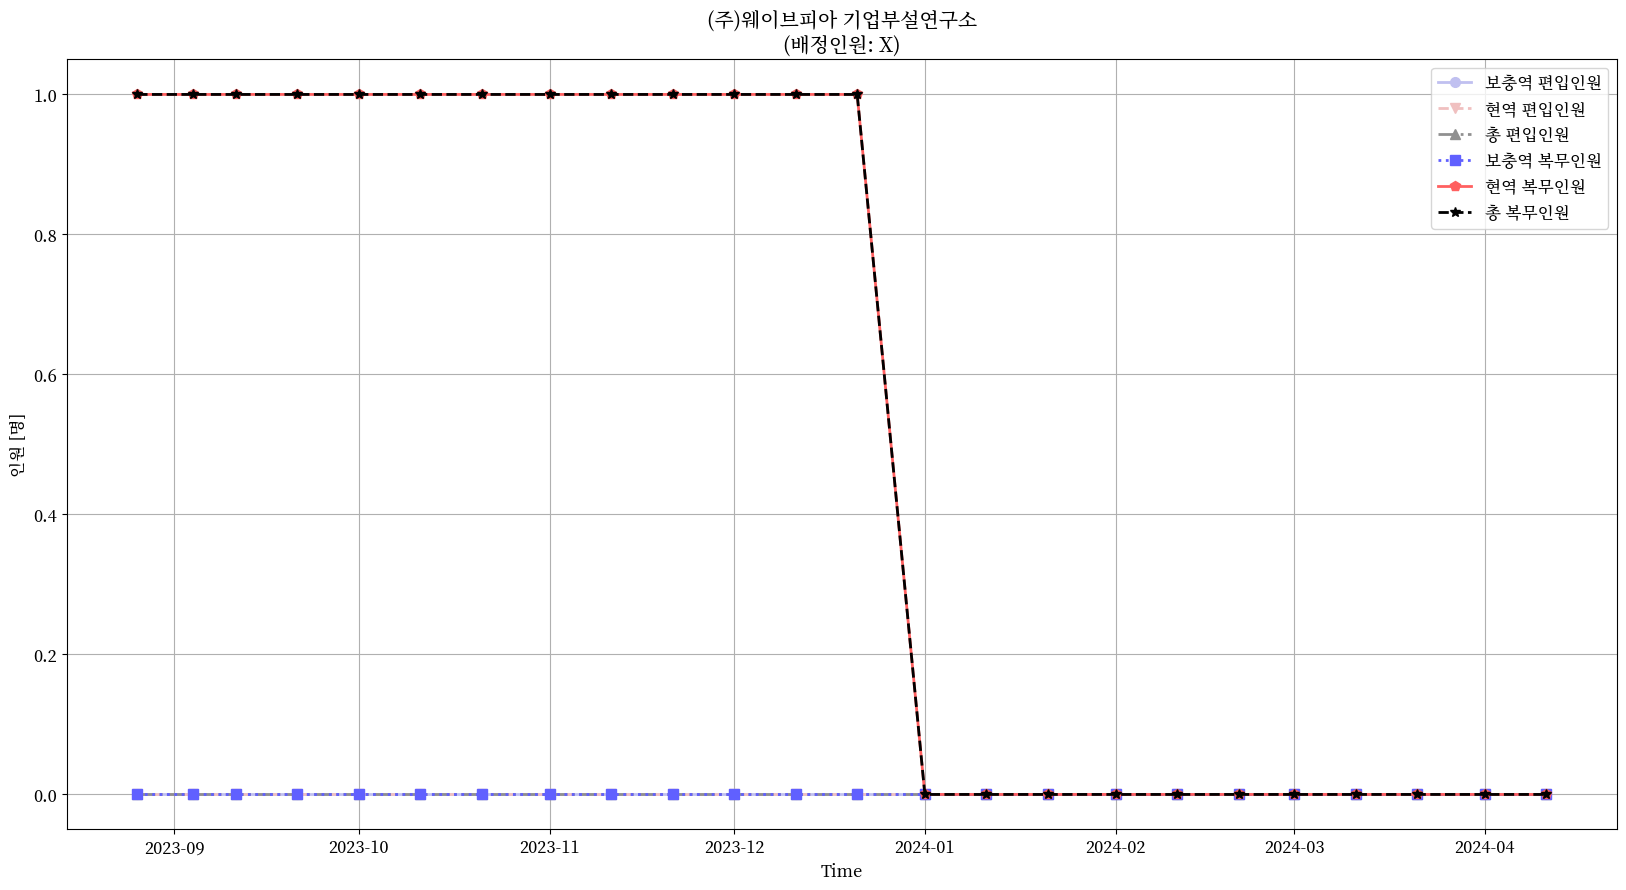 (주)웨이브피아 기업부설연구소
(배정인원: X)
보충역 편입인원
현역 편입인원
총 편입인원
보충역 복무인원
현역 복무인원
총 복무인원
인원 [명]
1.0
0.8
0.6
0.4
0.2
0.0
2023-09
2023-10
2023-11
2023-12
2024-01
2024-02
2024-03
2024-04
Time